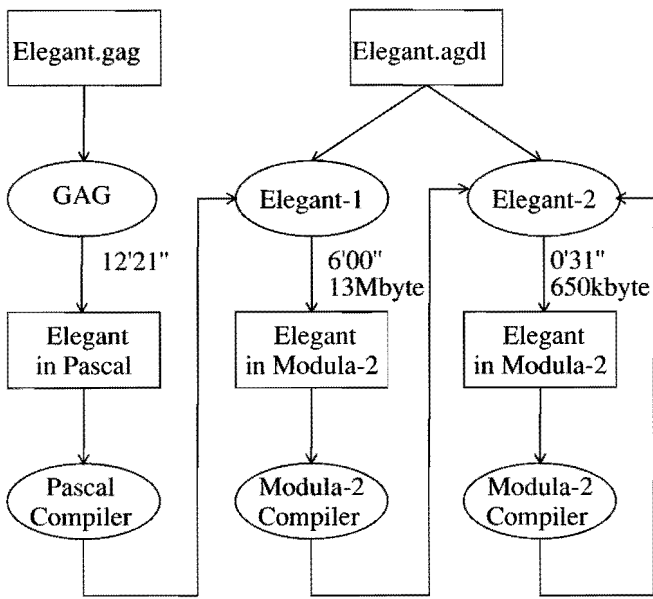 Elegant.gag
Elegant.agdl
GAG
Elegant-1
Elegant-2
12'21"
6'00"
13Mbyte
0'31"
650kbyte
Elegant
in Pascal
Elegant
in Modula-2
Elegant
in Modula-2
Pascal
Compiler
Modula-2
Compiler
Modula-2
Compiler